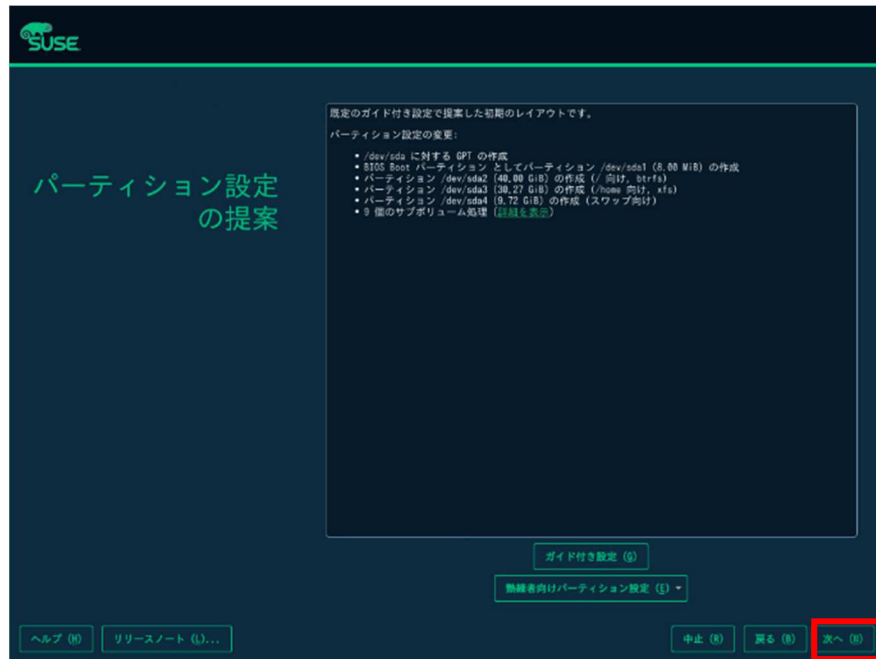 SUSE
パーティション設定
の提案
既定のガイド付き設定で提案した初期のレイアウトです。
パーティション設定の変更:
• /dev/sda に対する GPT の作成
• BIOS Boot パーティション としてパーティション /dev/sda1 (8.00 MiB) の作成
• パーティション /dev/sda2 (40.00 GiB) の作成 (/ 向け, btrfs)
• パーティション /dev/sda3 (30.27 GiB) の作成 (/home 向け, xfs)
• パーティション /dev/sda4 (9.72 GiB) の作成 (スワップ向け)
• 9 個のサブボリューム処理 (詳細を表示)
ガイド付き設定 (G)
熟練者向けパーティション設定 (E)
ヘルプ (H)
リリースノート (L)...
中止 (R)
戻る (B)
次へ (N)